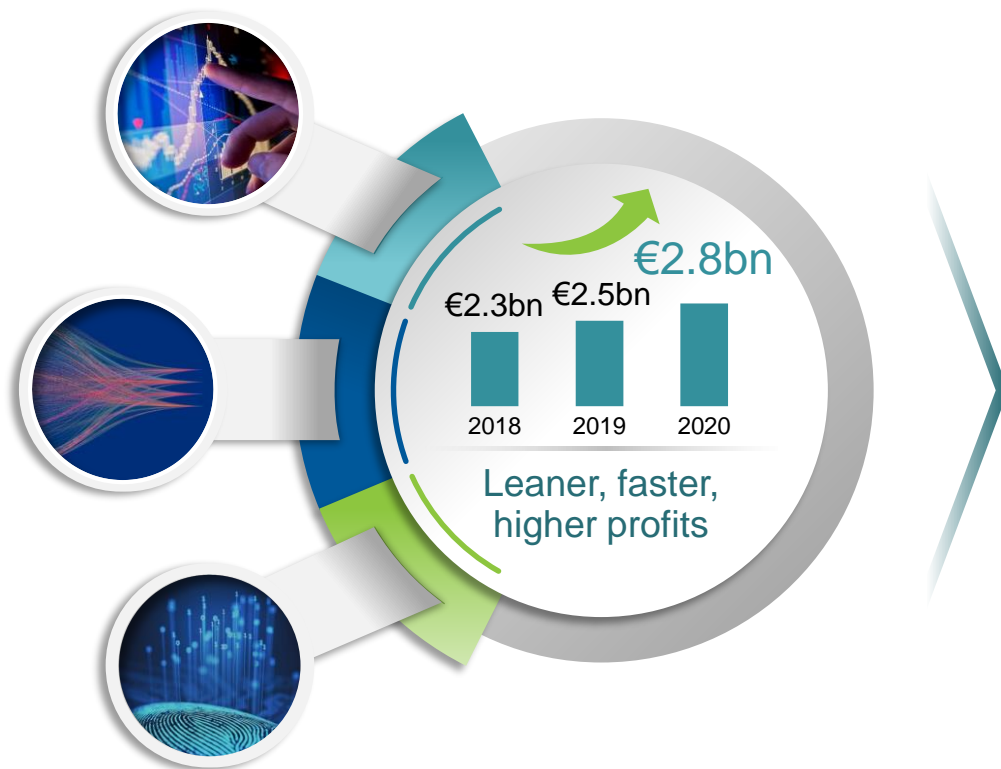 €2.8bn
€2.3bn €2.5bn
2018 2019 2020
Leaner, faster,
higher profits